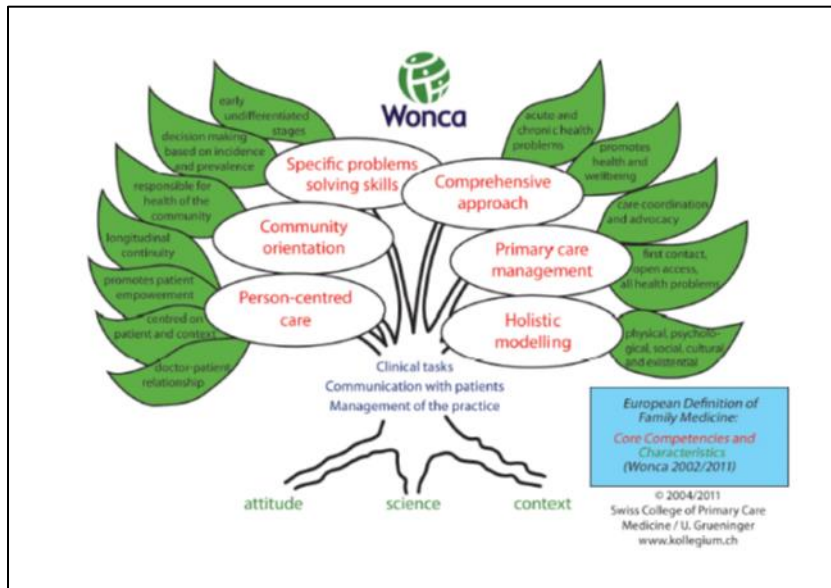 Wonca
early
undifferentiated
stages
decision making
based on incidence
and prevalence
responsible for
health of the
community
longitudinal
continuity
promotes patient
empowerment
centred on
patient and context
doctor-patient
relationship
Specific problems
solving skills
Community
orientation
Person-centred
care
Comprehensive
approach
Primary care
management
Holistic
modelling
acute and
chronic health
problems
promotes
health and
wellbeing
care coordination
and advocacy
first contact,
open access,
all health problems
physical, psycholo-
gical, social, cultural
and existential
Clinical tasks
Communication with patients
Management of the practice
attitude
science
context
European Definition of
Family Medicine:
Core Competencies and
Characteristics
(Wonca 2002/2011)
© 2004/2011
Swiss College of Primary Care
Medicine / U. Grueninger
www.kollegium.ch